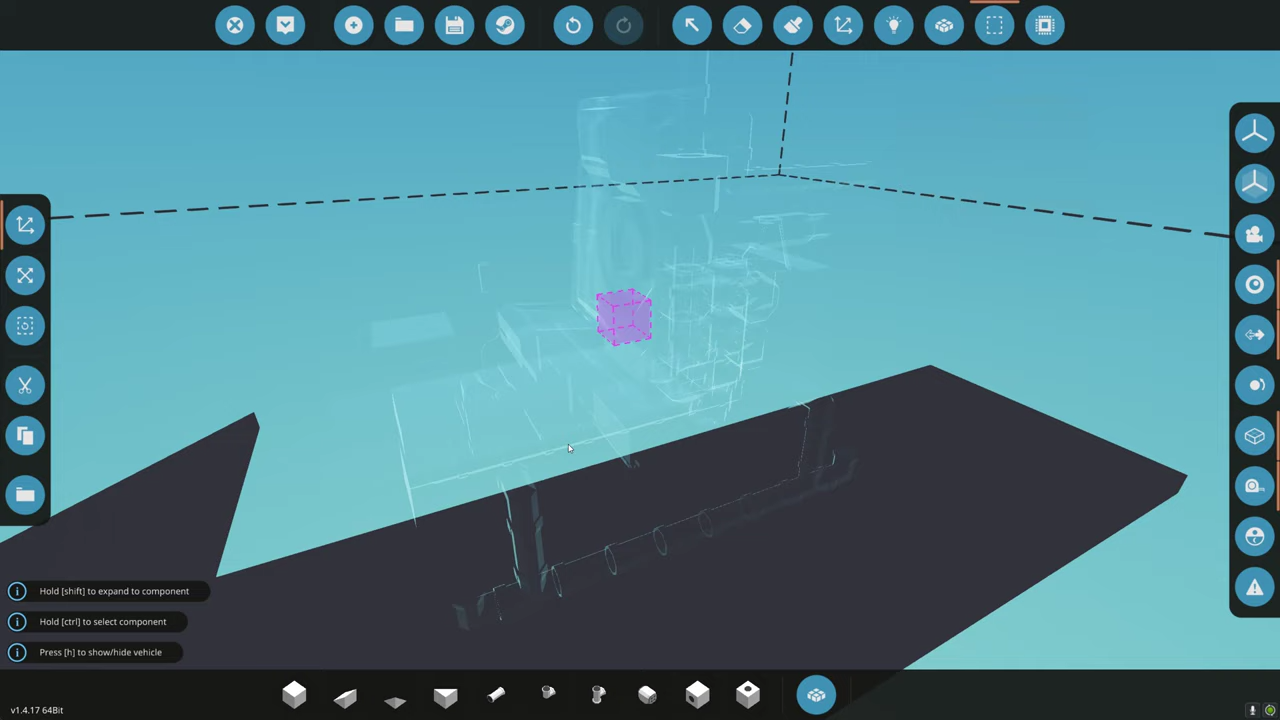 Hold [shift] to expand to component
Hold [ctrl] to select component
Press [h] to show/hide vehicle
v1.4.17 64Bit